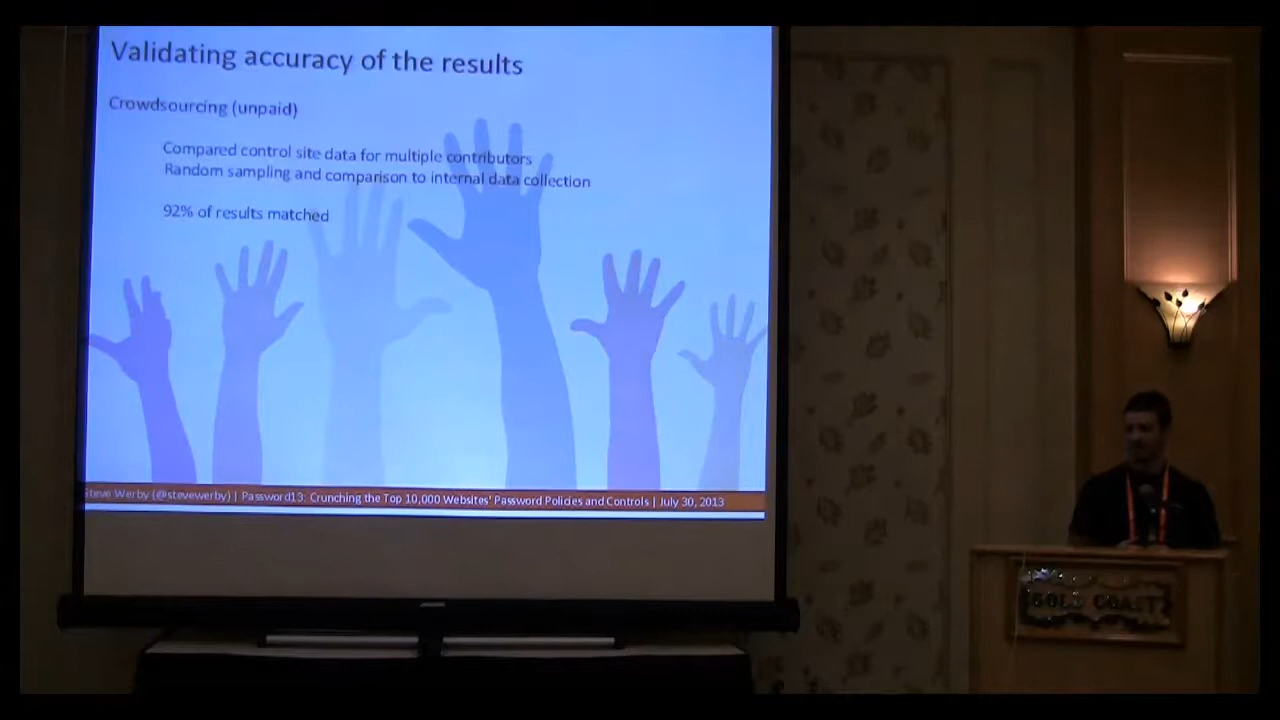 Validating accuracy of the results
Crowdsourcing (unpaid)
Compared control site data for multiple contributors
Random sampling and comparison to internal data collection
92% of results matched
Steve Werby (@stevewerby) | Password13: Crunching the Top 10,000 Websites' Password Policies and Controls | July 30, 2013
GOLD COAST